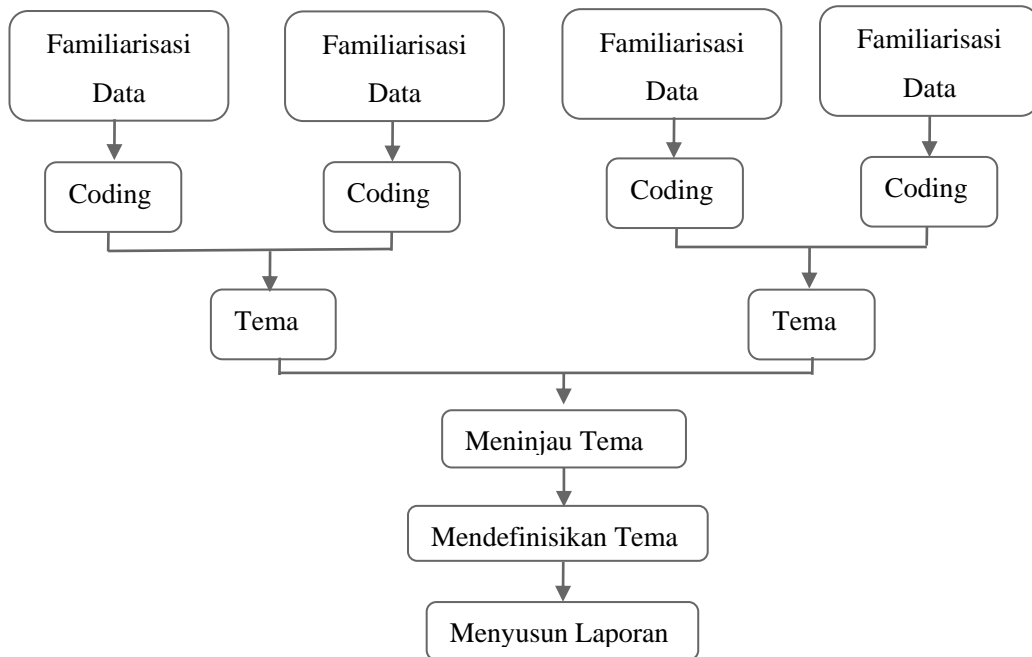 Familiarisasi
Data
Familiarisasi
Data
Familiarisasi
Data
Familiarisasi
Data
Coding
Coding
Coding
Coding
Tema
Tema
Meninjau Tema
Mendefinisikan Tema
Menyusun Laporan